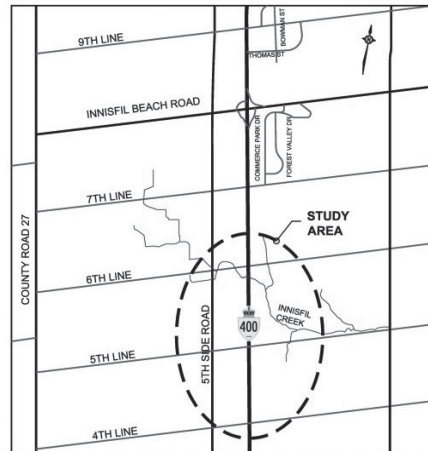 BOWMAN ST
9TH LINE
THOMAS ST
INNISFIL BEACH ROAD
COMMERCE PARK DR
FOREST VALLEY DR
7TH LINE
COUNTY ROAD 27
STUDY
AREA
6TH LINE
5TH SIDE ROAD
400
INNISFIL
CREEK
5TH LINE
4TH LINE